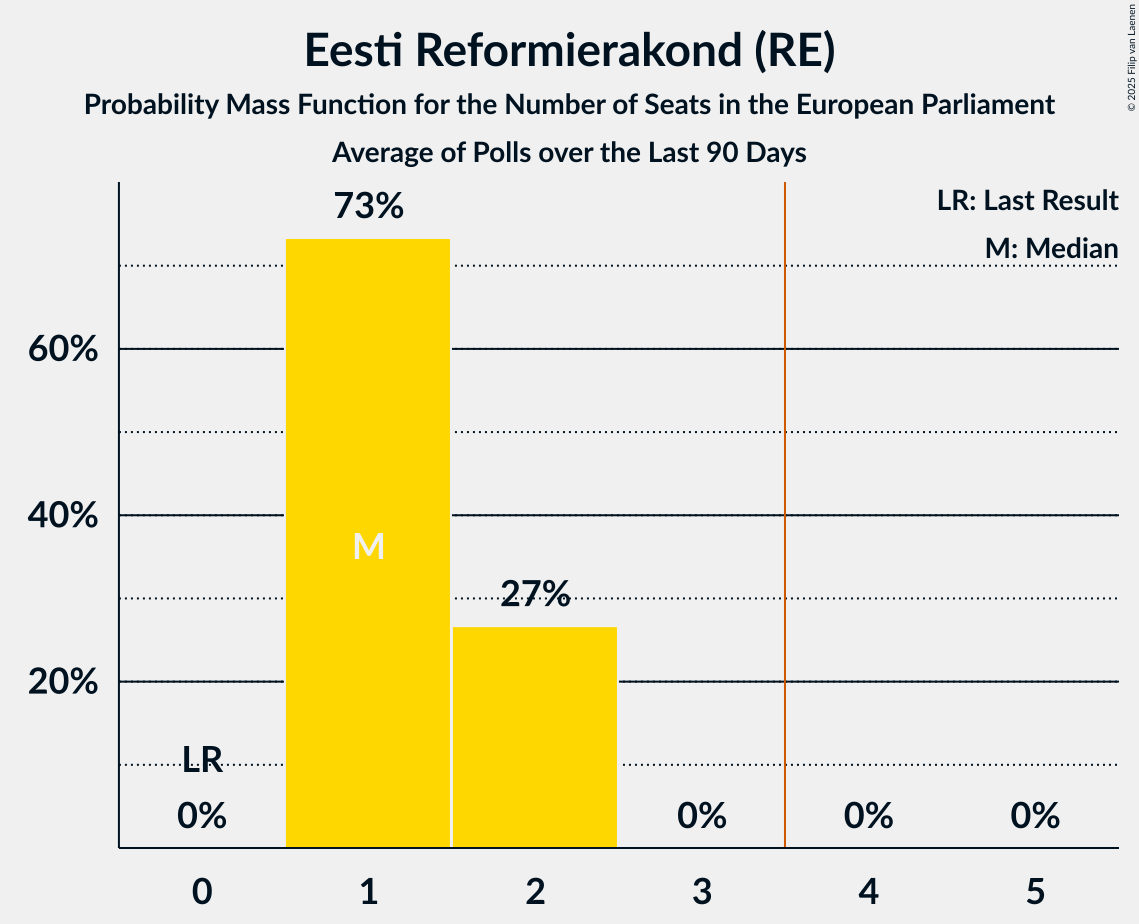 Eesti Reformierakond (RE)
Probability Mass Function for the Number of Seats in the European Parliament
Average of Polls over the Last 90 Days
© 2025 Filip van Laenen
LR: Last Result
M: Median
73%
60%
40%
20%
M
27%
LR
0%
0%
0%
0%
0 1 2 3 4 5